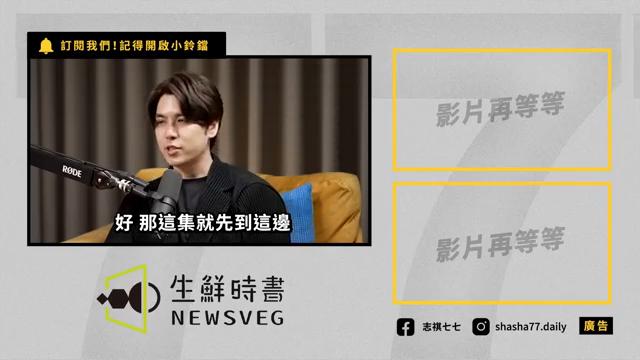 訂閱我們!記得開啟小鈴鐺
RØDE
好 那這集就先到這邊
影片再等等
影片再等等
生鮮時書
NEWSVEG
志祺七七
shasha77.daily
廣告